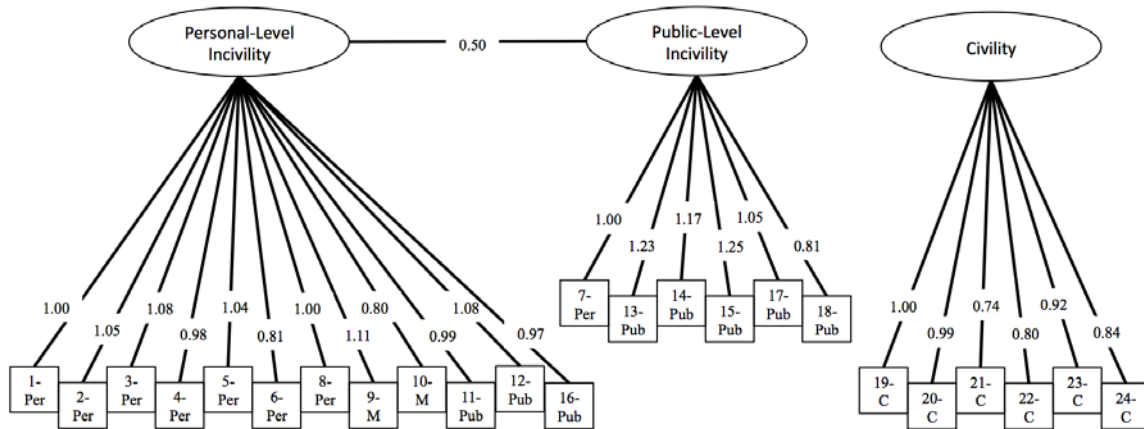 Personal-Level
Incivility
0.50
Public-Level
Incivility
Civility
1.00
1.05
1.08
0.98
1.04
0.81
1.00
1.11
0.80
0.99
1.08
0.97
1-
Per
2-
Per
3-
Per
4-
Per
5-
Per
6-
Per
8-
Per
9-
M
10-
M
11-
Pub
12-
Pub
16-
Pub
1.00
1.23
1.17
1.25
1.05
0.81
7-
Per
13-
Pub
14-
Pub
15-
Pub
17-
Pub
18-
Pub
1.00
0.99
0.74
0.80
0.92
0.84
19-
C
20-
C
21-
C
22-
C
23-
C
24-
C